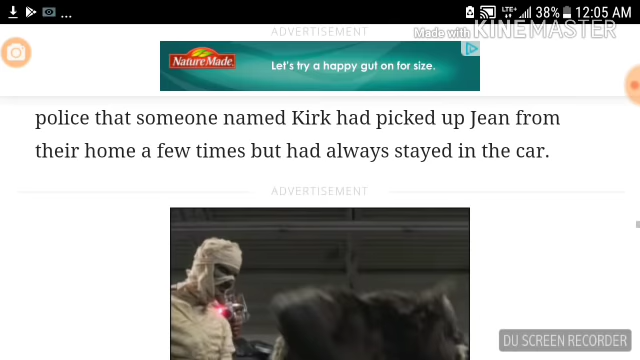 ... LTE+ 38% 12:05 AM
ADVERTISEMENT
Made with KINEMASTER
Nature Made. Let's try a happy gut on for size.
police that someone named Kirk had picked up Jean from
their home a few times but had always stayed in the car.
ADVERTISEMENT
DU SCREEN RECORDER